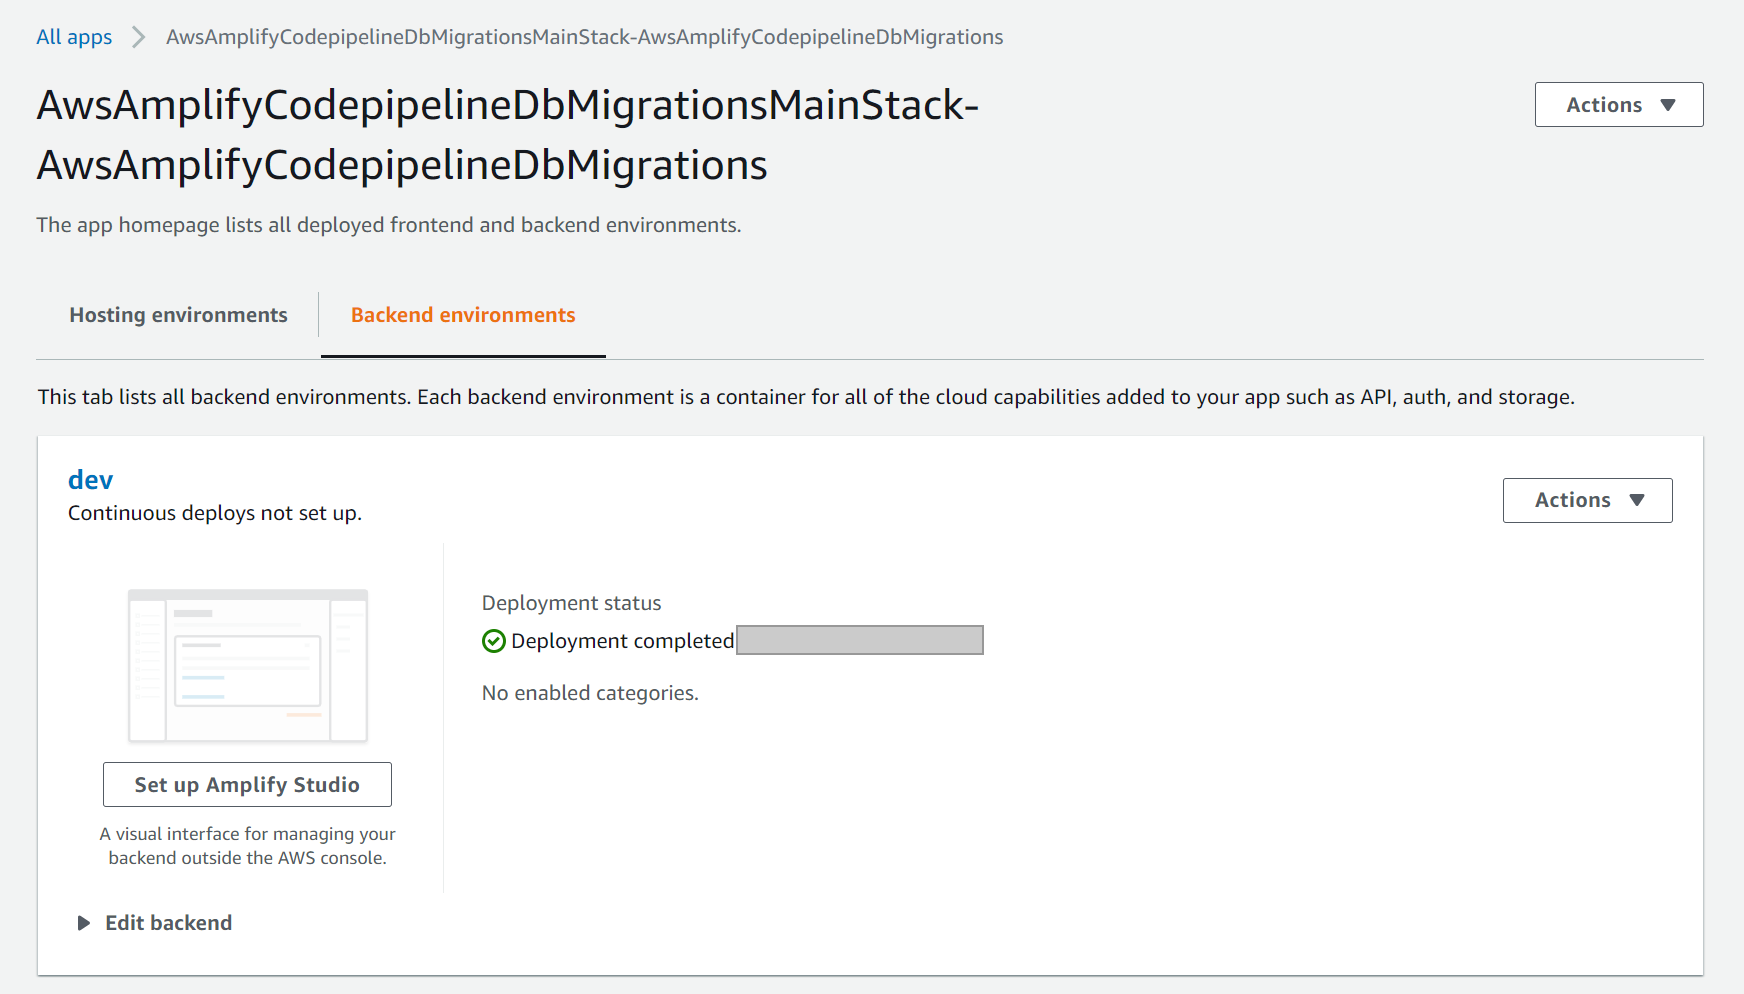 All apps
AwsAmplifyCodepipelineDbMigrationsMainStack-AwsAmplifyCodepipelineDbMigrations
AwsAmplifyCodepipelineDbMigrationsMainStack-
AwsAmplifyCodepipelineDbMigrations
Actions
The app homepage lists all deployed frontend and backend environments.
Hosting environments
Backend environments
This tab lists all backend environments. Each backend environment is a container for all of the cloud capabilities added to your app such as API, auth, and storage.
dev
Continuous deploys not set up.
Actions
Deployment status
Deployment completed
No enabled categories.
Set up Amplify Studio
A visual interface for managing your
backend outside the AWS console.
Edit backend